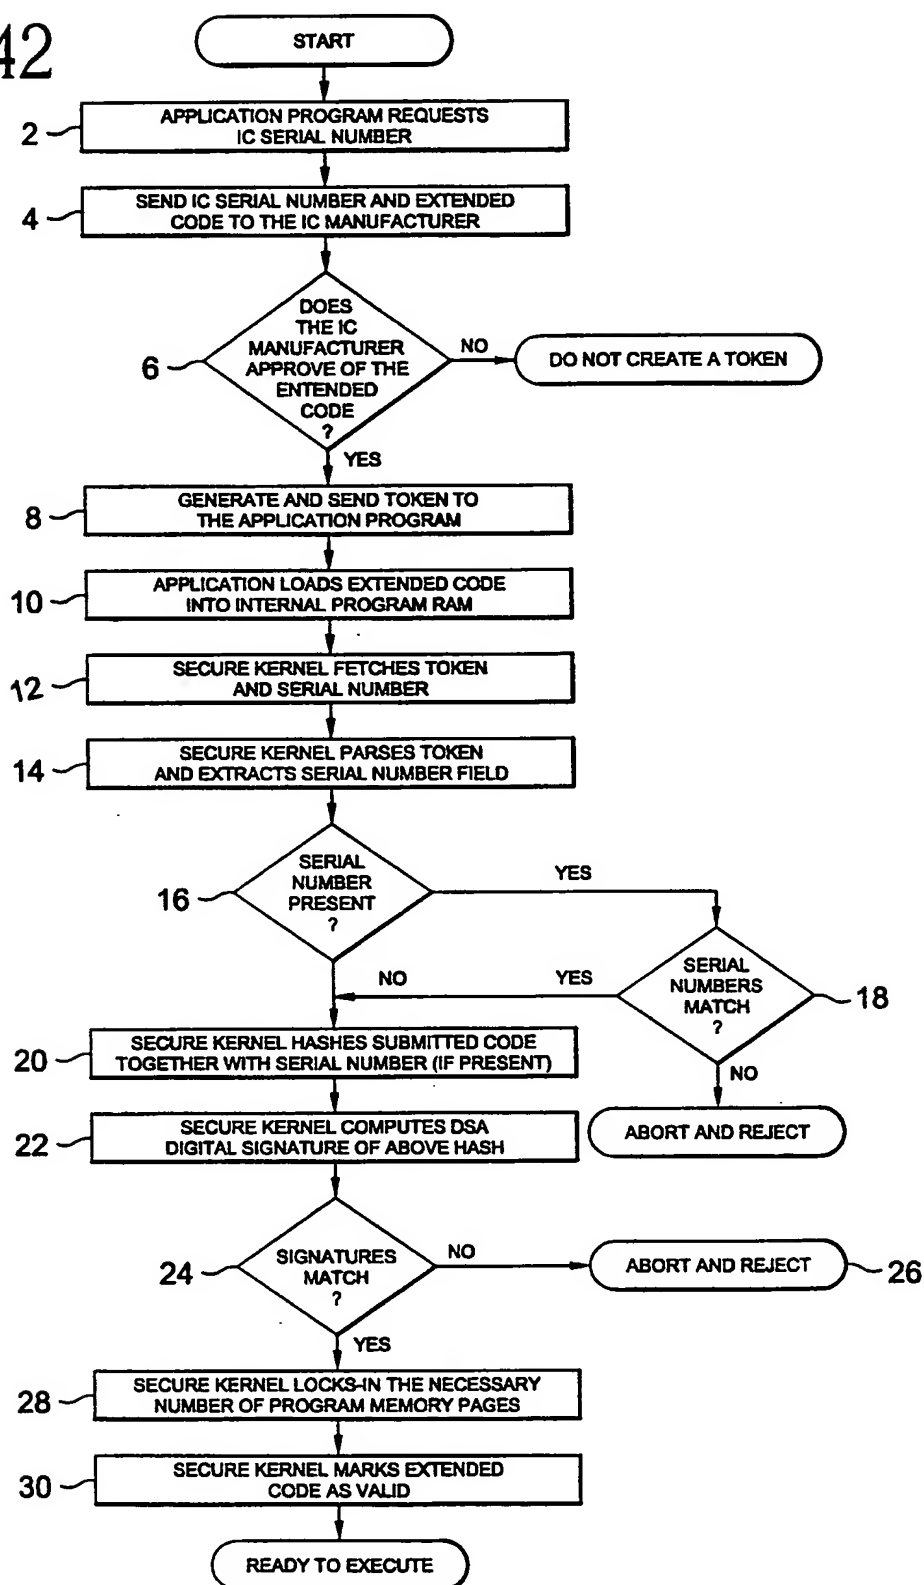 42
START
2
APPLICATION PROGRAM REQUESTS
IC SERIAL NUMBER
4
SEND IC SERIAL NUMBER AND EXTENDED
CODE TO THE IC MANUFACTURER
6
DOES
THE IC
MANUFACTURER
APPROVE OF THE
ENTENDED
CODE
?
NO
DO NOT CREATE A TOKEN
YES
8
GENERATE AND SEND TOKEN TO
THE APPLICATION PROGRAM
10
APPLICATION LOADS EXTENDED CODE
INTO INTERNAL PROGRAM RAM
12
SECURE KERNEL FETCHES TOKEN
AND SERIAL NUMBER
14
SECURE KERNEL PARSES TOKEN
AND EXTRACTS SERIAL NUMBER FIELD
16
SERIAL
NUMBER
PRESENT
?
YES
NO
YES
SERIAL
NUMBERS
MATCH
?
18
NO
ABORT AND REJECT
20
SECURE KERNEL HASHES SUBMITTED CODE
TOGETHER WITH SERIAL NUMBER (IF PRESENT)
22
SECURE KERNEL COMPUTES DSA
DIGITAL SIGNATURE OF ABOVE HASH
24
SIGNATURES
MATCH
?
NO
ABORT AND REJECT
26
YES
28
SECURE KERNEL LOCKS-IN THE NECESSARY
NUMBER OF PROGRAM MEMORY PAGES
30
SECURE KERNEL MARKS EXTENDED
CODE AS VALID
READY TO EXECUTE